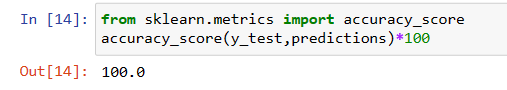 In [14]: from sklearn.metrics import accuracy_score
accuracy_score(y_test,predictions)*100
Out[14]: 100.0